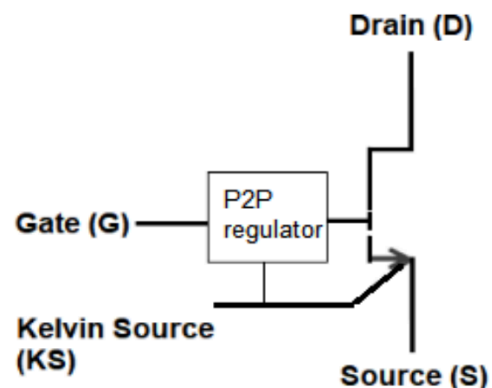 Drain (D)
P2P
regulator
Gate (G)
Kelvin Source
(KS)
Source (S)